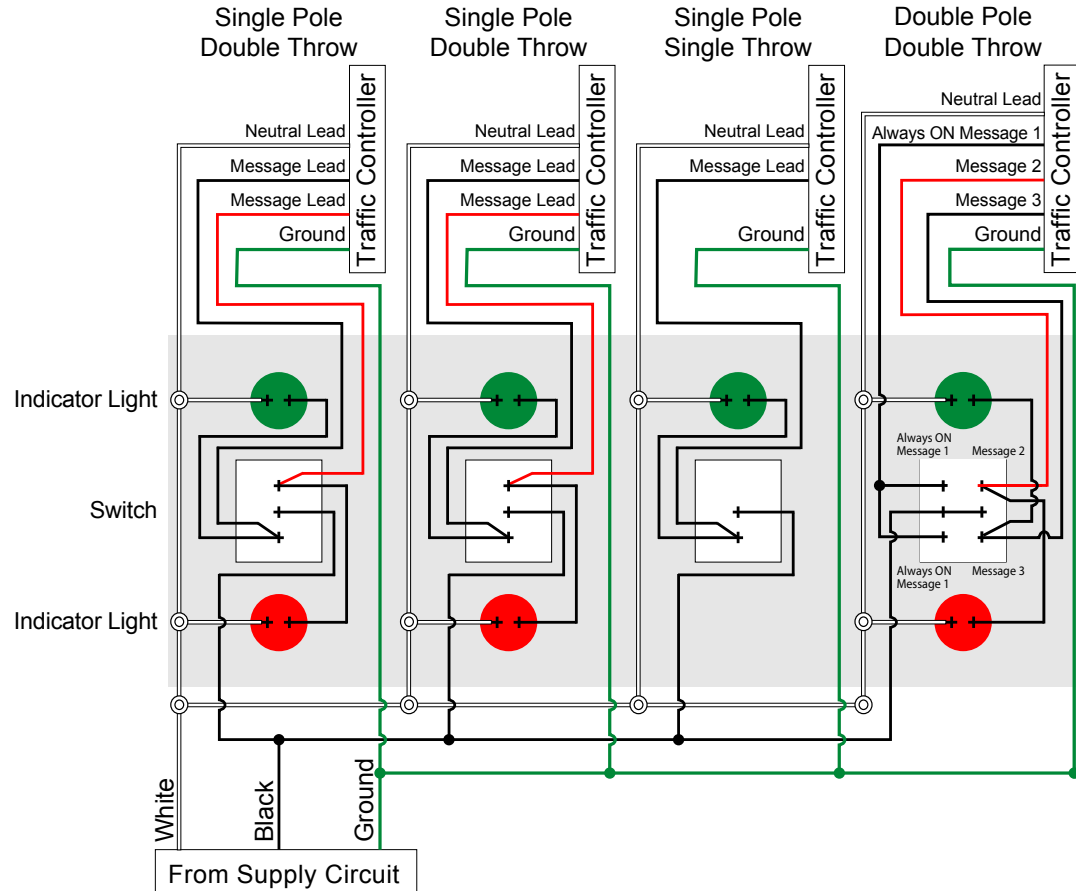 Single Pole
Double Throw
Single Pole
Double Throw
Single Pole
Single Throw
Double Pole
Double Throw
Neutral Lead
Message Lead
Message Lead
Ground
Traffic Controller
Neutral Lead
Message Lead
Message Lead
Ground
Traffic Controller
Neutral Lead
Message Lead
Ground
Traffic Controller
Neutral Lead
Always ON Message 1
Message 2
Message 3
Ground
Traffic Controller
Indicator Light
Switch
Indicator Light
Always ON
Message 1
Message 2
Always ON
Message 1
Message 3
White
Black
Ground
From Supply Circuit